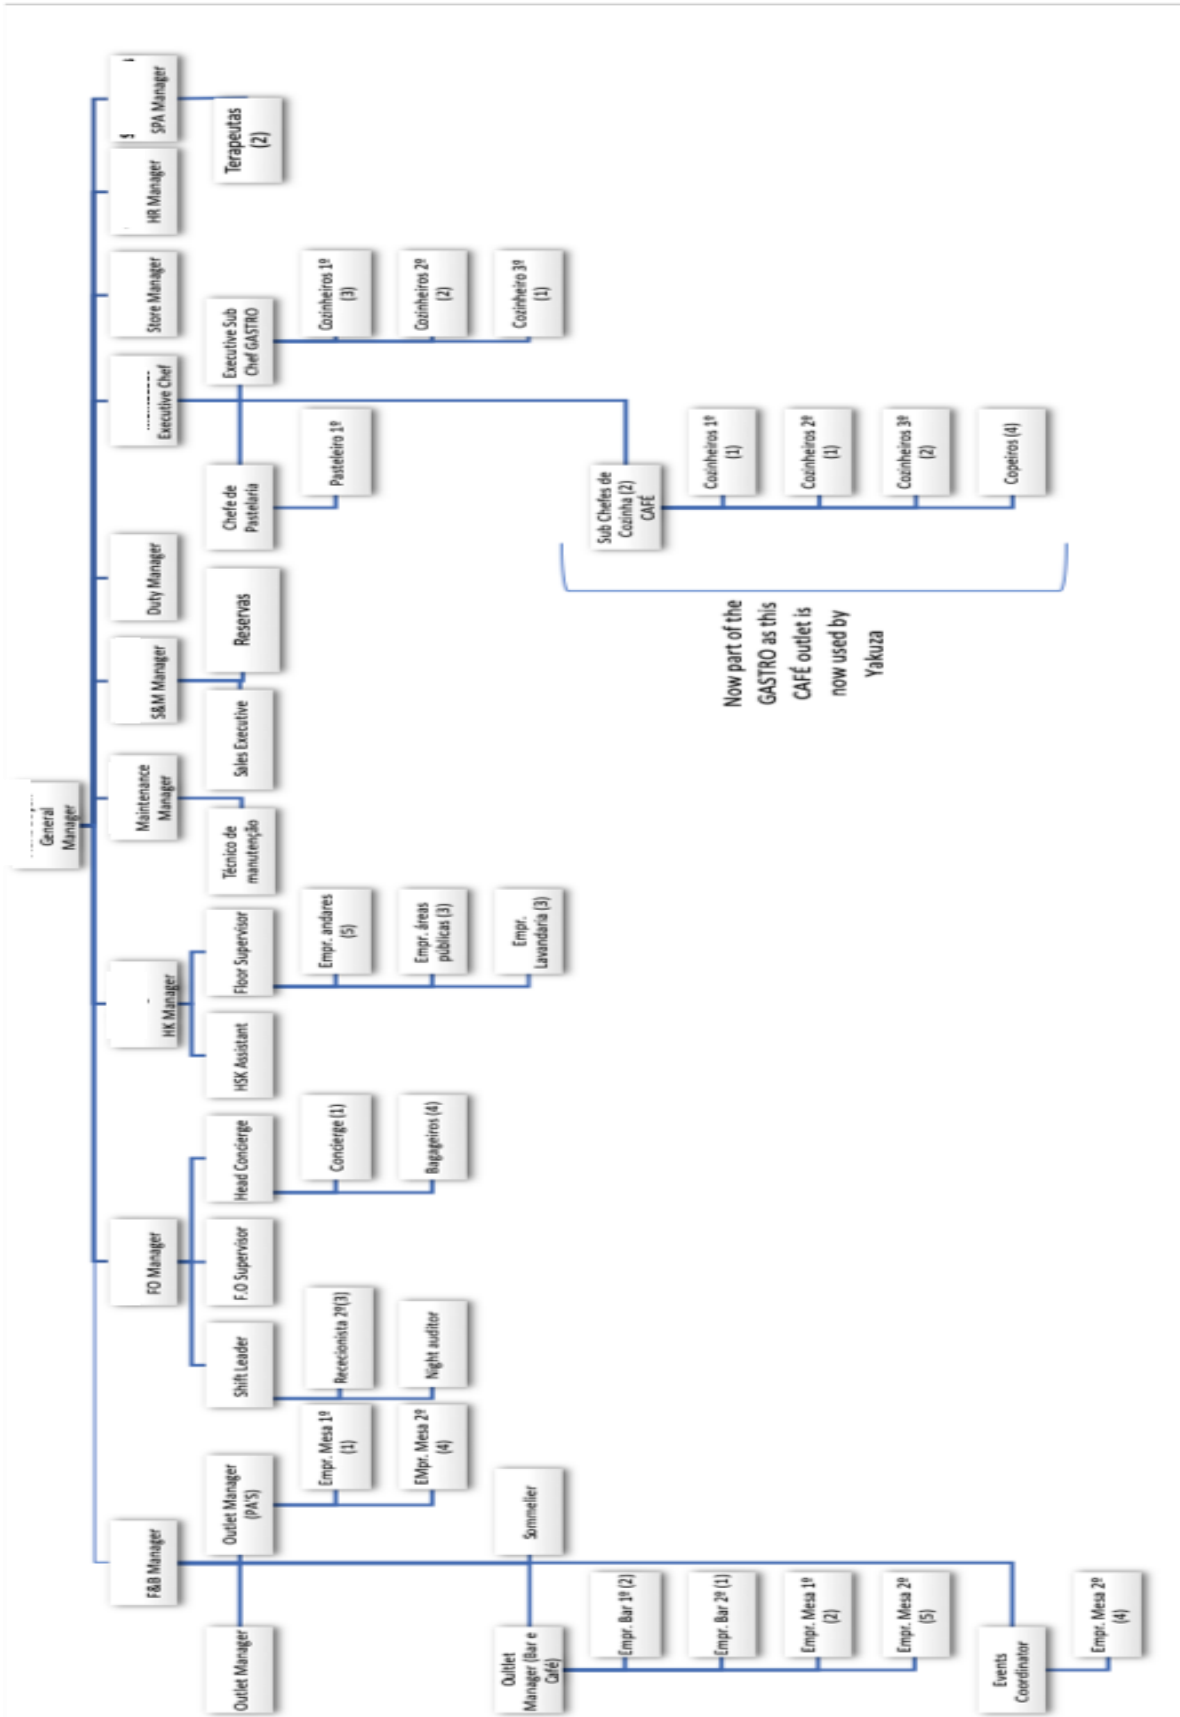 General
Manager
F&B Manager
FO Manager
HK Manager
Maintenance
Manager
S&M Manager
Duty Manager
Executive Chef
Store Manager
HR Manager
SPA Manager
Outlet Manager
Outlet Manager
(PA'S)
Empr. Mesa 1º
(1)
EMpr. Mesa 2º
(4)
Outlet
Manager (Bar e
Café)
Sommelier
Empr. Bar 1º (2)
Empr. Bar 2º (1)
Empr. Mesa 1º
(2)
Empr. Mesa 2º
(5)
Events
Coordinator
Empr. Mesa 2º
(4)
Shift Leader
Rececionista 2º(3)
Night auditor
F.O Supervisor
Head Concierge
Concierge (1)
Bagageiros (4)
HSK Assistant
Floor Supervisor
Empr. andares
(5)
Empr. áreas
públicas (3)
Empr.
Lavandaria (3)
Técnico de
manutenção
Sales Executive
Reservas
Chefe de
Pastelaria
Pasteleiro 1º
Executive Sub
Chef GASTRO
Cozinheiros 1º
(3)
Cozinheiros 2º
(2)
Cozinheiro 3º
(1)
Sub Chefes de
Cozinha (2)
CAFÉ
Cozinheiros 1º
(1)
Cozinheiros 2º
(1)
Cozinheiros 3º
(2)
Copeiros (4)
Now part of the
GASTRO as this
CAFÉ outlet is
now used by
Yakuza
Terapeutas
(2)